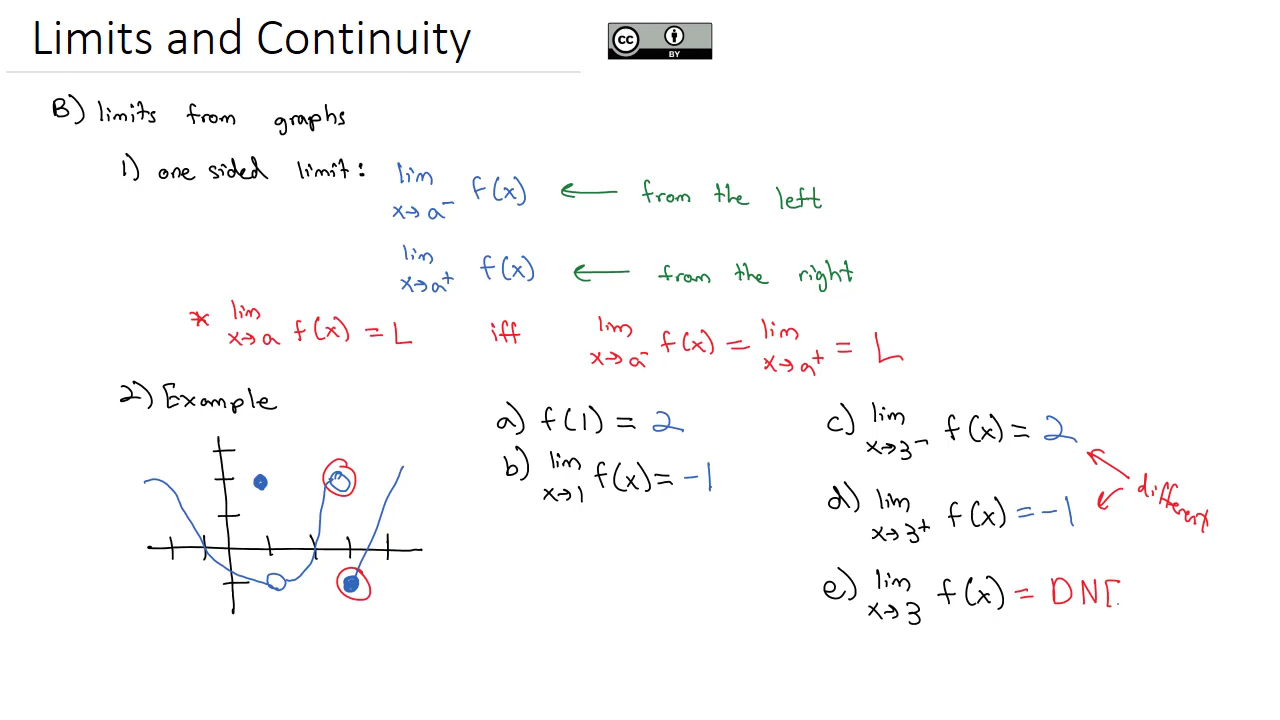 Limits and Continuity
CC BY
B) limits from graphs
1) one sided limit: lim x→a⁻ f(x) ← from the left
lim x→a⁺ f(x) ← from the right
* lim x→a f(x) = L iff lim x→a⁻ f(x) = lim x→a⁺ = L
2) Example
a) f(1) = 2
b) lim x→1 f(x) = -1
c) lim x→3⁻ f(x) = 2
d) lim x→3⁺ f(x) = -1
different
e) lim x→3 f(x) = DN